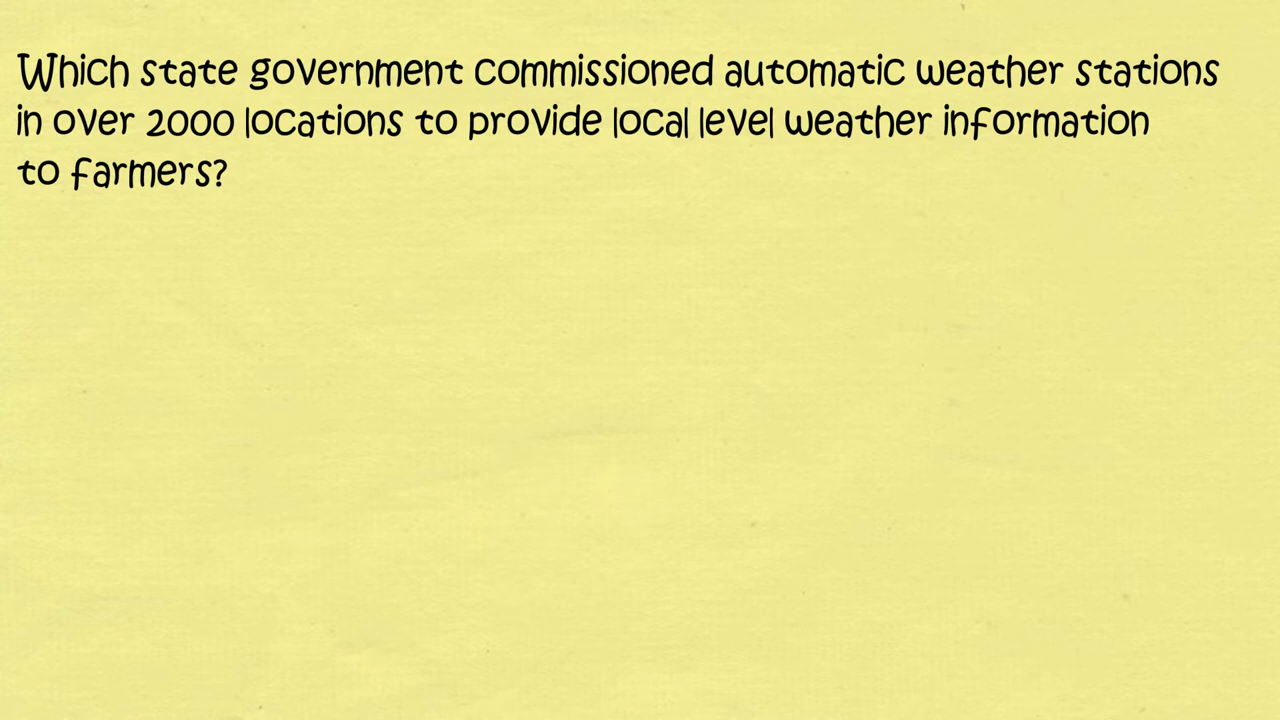 Which state government commissioned automatic weather stations
in over 2000 locations to provide local level weather information
to farmers?